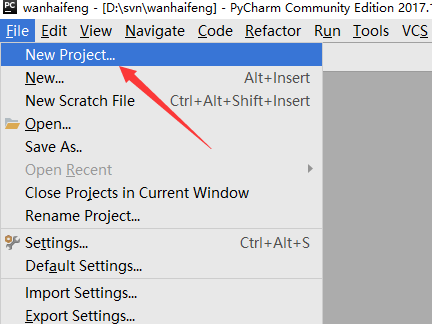 PC wanhaifeng - [D:\svn\wanhaifeng] - PyCharm Community Edition 2017.
File Edit View Navigate Code Refactor Run Tools VCS
New Project...
New... Alt+Insert
New Scratch File Ctrl+Alt+Shift+Insert
Open...
Save As..
Open Recent
Close Projects in Current Window
Rename Project...
Settings... Ctrl+Alt+S
Default Settings...
Import Settings...
Export Settings...